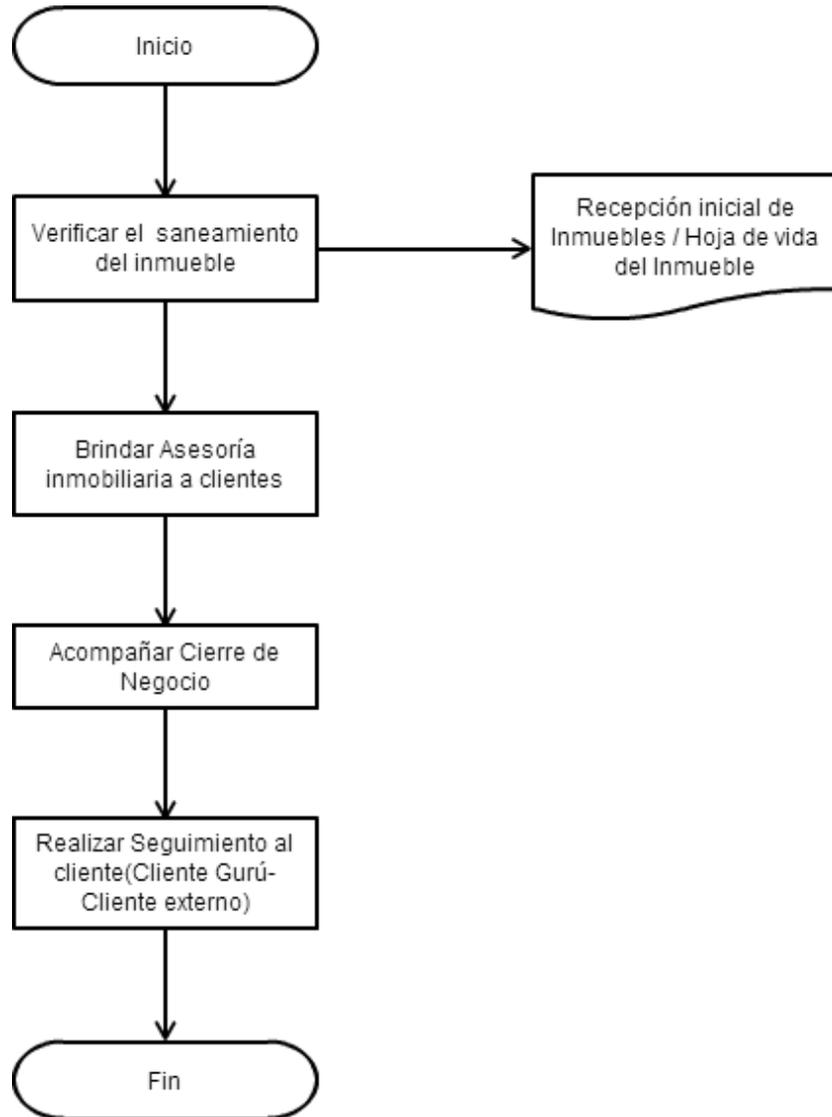 Inicio
Verificar el  saneamiento
del inmueble
Recepción inicial de
Inmuebles / Hoja de vida
del Inmueble
Brindar Asesoría
inmobiliaria a clientes
Acompañar Cierre de
Negocio
Realizar Seguimiento al
cliente(Cliente Gurú-
Cliente externo)
Fin